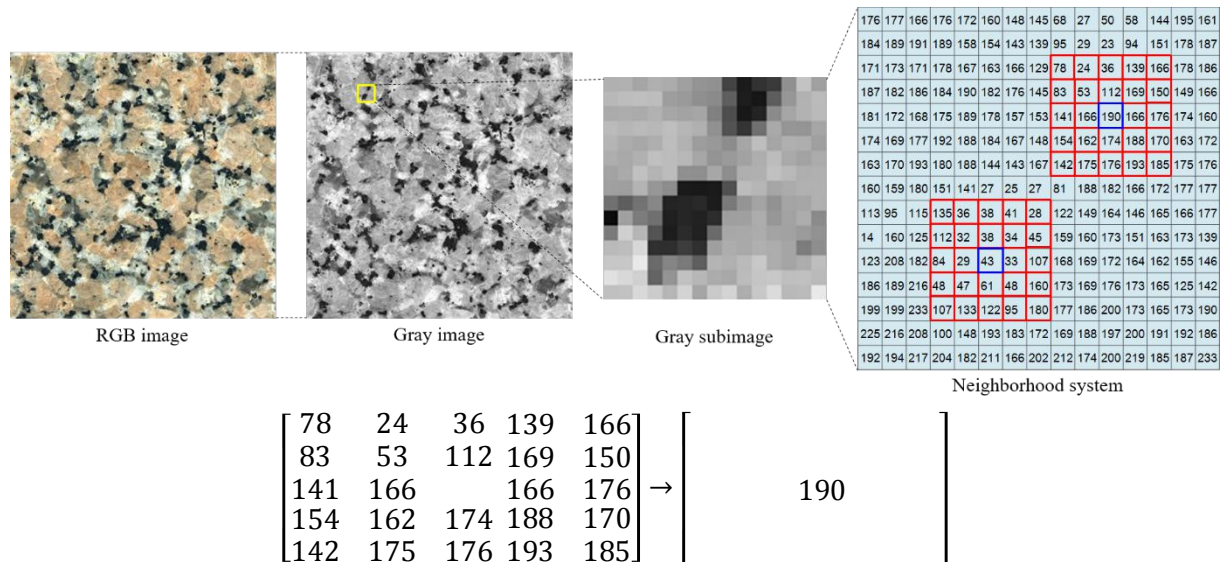 176 177 166 176 172 160 148 145 68 27 50 58 144 195 161
184 189 191 189 158 154 143 139 95 29 23 94 151 178 187
171 173 171 178 167 163 166 129 78 24 36 139 166 178 186
187 182 186 184 190 182 176 145 83 53 112 169 150 149 166
181 172 168 175 189 178 157 153 141 166 190 166 176 174 160
174 169 177 192 188 184 167 148 154 162 174 188 170 163 172
163 170 193 180 188 144 143 167 142 175 176 193 185 175 176
160 159 180 151 141 27 25 27 81 188 182 166 172 177 177
113 95 115 135 36 38 41 28 122 149 164 146 165 166 177
14 160 125 112 32 38 34 45 159 160 173 151 163 173 139
123 208 182 84 29 43 33 107 168 169 172 164 162 155 146
186 189 216 48 47 61 48 160 173 169 176 173 165 125 142
199 199 233 107 133 122 95 180 177 186 200 173 165 173 190
225 216 208 100 148 193 183 172 169 188 197 200 191 192 186
192 194 217 204 182 211 166 202 212 174 200 219 185 187 233
RGB image
Gray image
Gray subimage
Neighborhood system
78 24 36 139 166
83 53 112 169 150
141 166 166 176 → 190
154 162 174 188 170
142 175 176 193 185